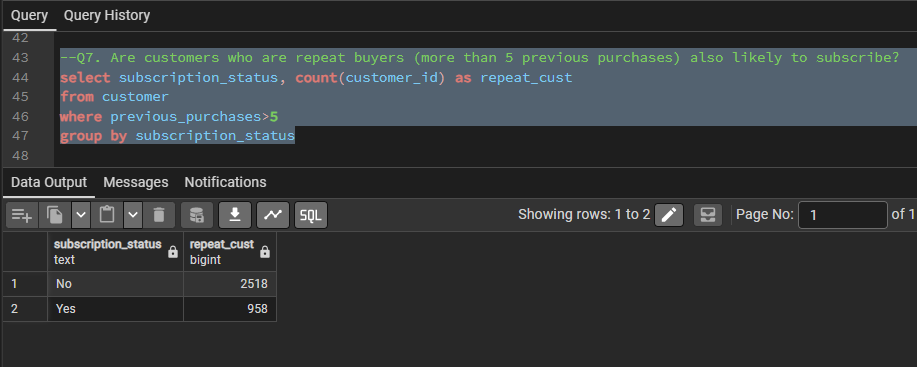 Query Query History
42
43 --Q7. Are customers who are repeat buyers (more than 5 previous purchases) also likely to subscribe?
44 select subscription_status, count(customer_id) as repeat_cust
45 from customer
46 where previous_purchases>5
47 group by subscription_status
48
Data Output Messages Notifications
SQL Showing rows: 1 to 2 Page No: 1 of 1
subscription_status repeat_cust
text bigint
1 No 2518
2 Yes 958